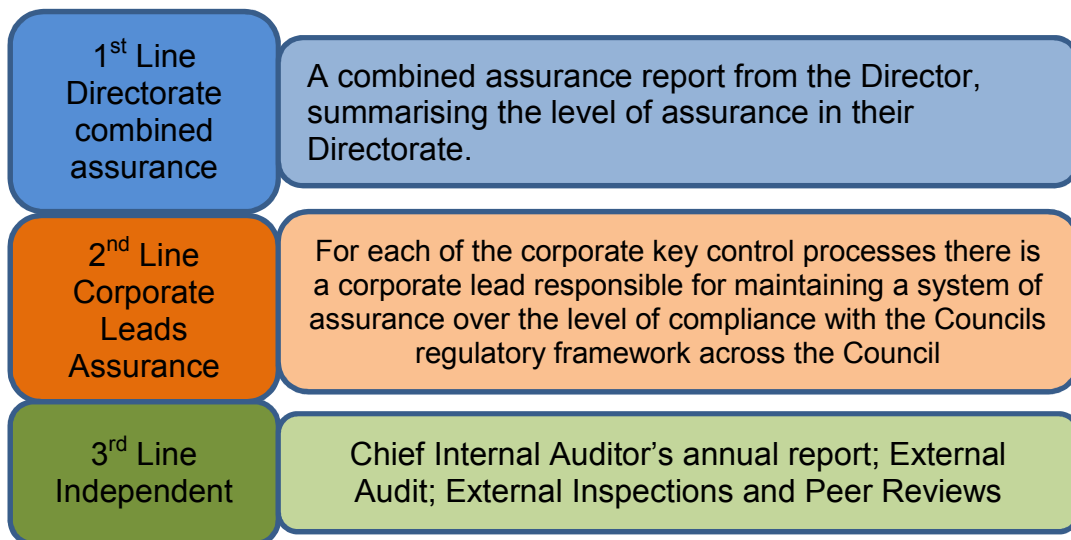 1st Line
Directorate
combined
assurance
A combined assurance report from the Director,
summarising the level of assurance in their
Directorate.
2nd Line
Corporate
Leads
Assurance
For each of the corporate key control processes there is
a corporate lead responsible for maintaining a system of
assurance over the level of compliance with the Councils
regulatory framework across the Council
3rd Line
Independent
Chief Internal Auditor’s annual report; External
Audit; External Inspections and Peer Reviews